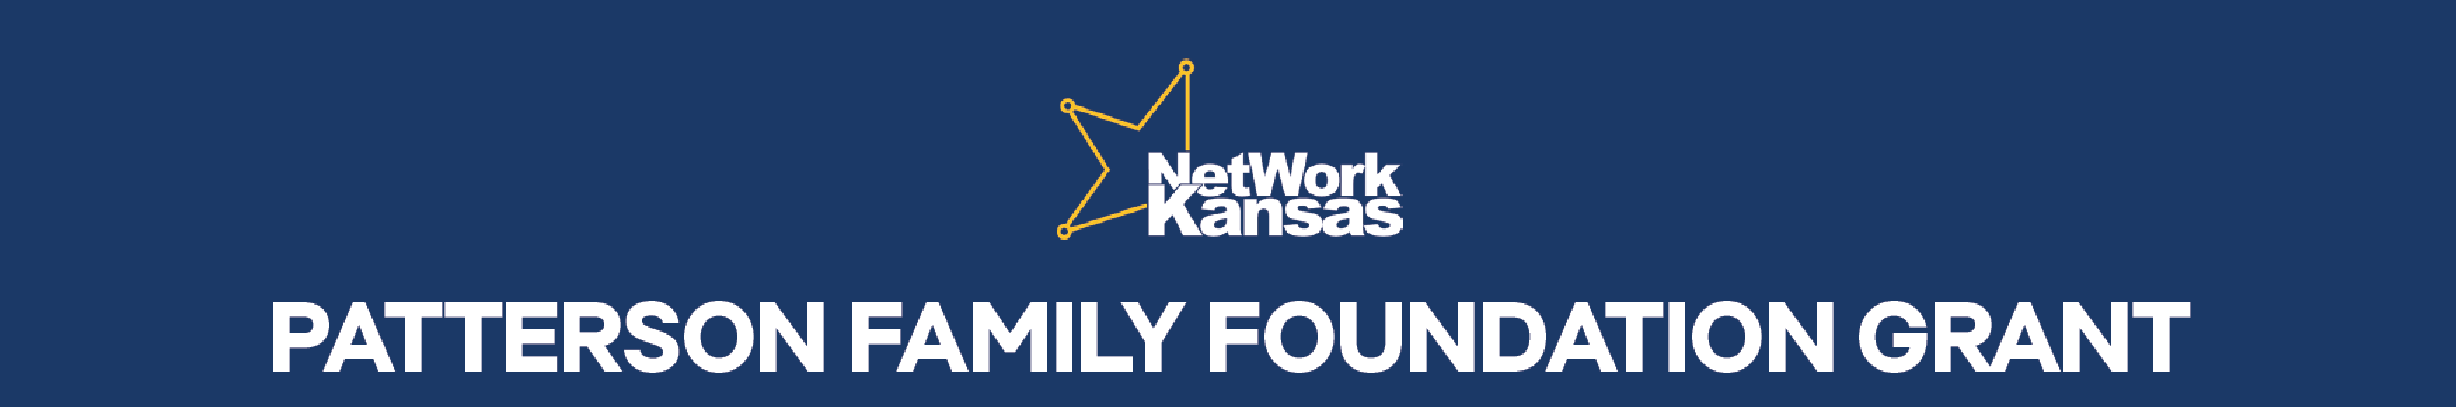 NetWork
Kansas
PATTERSON FAMILY FOUNDATION GRANT